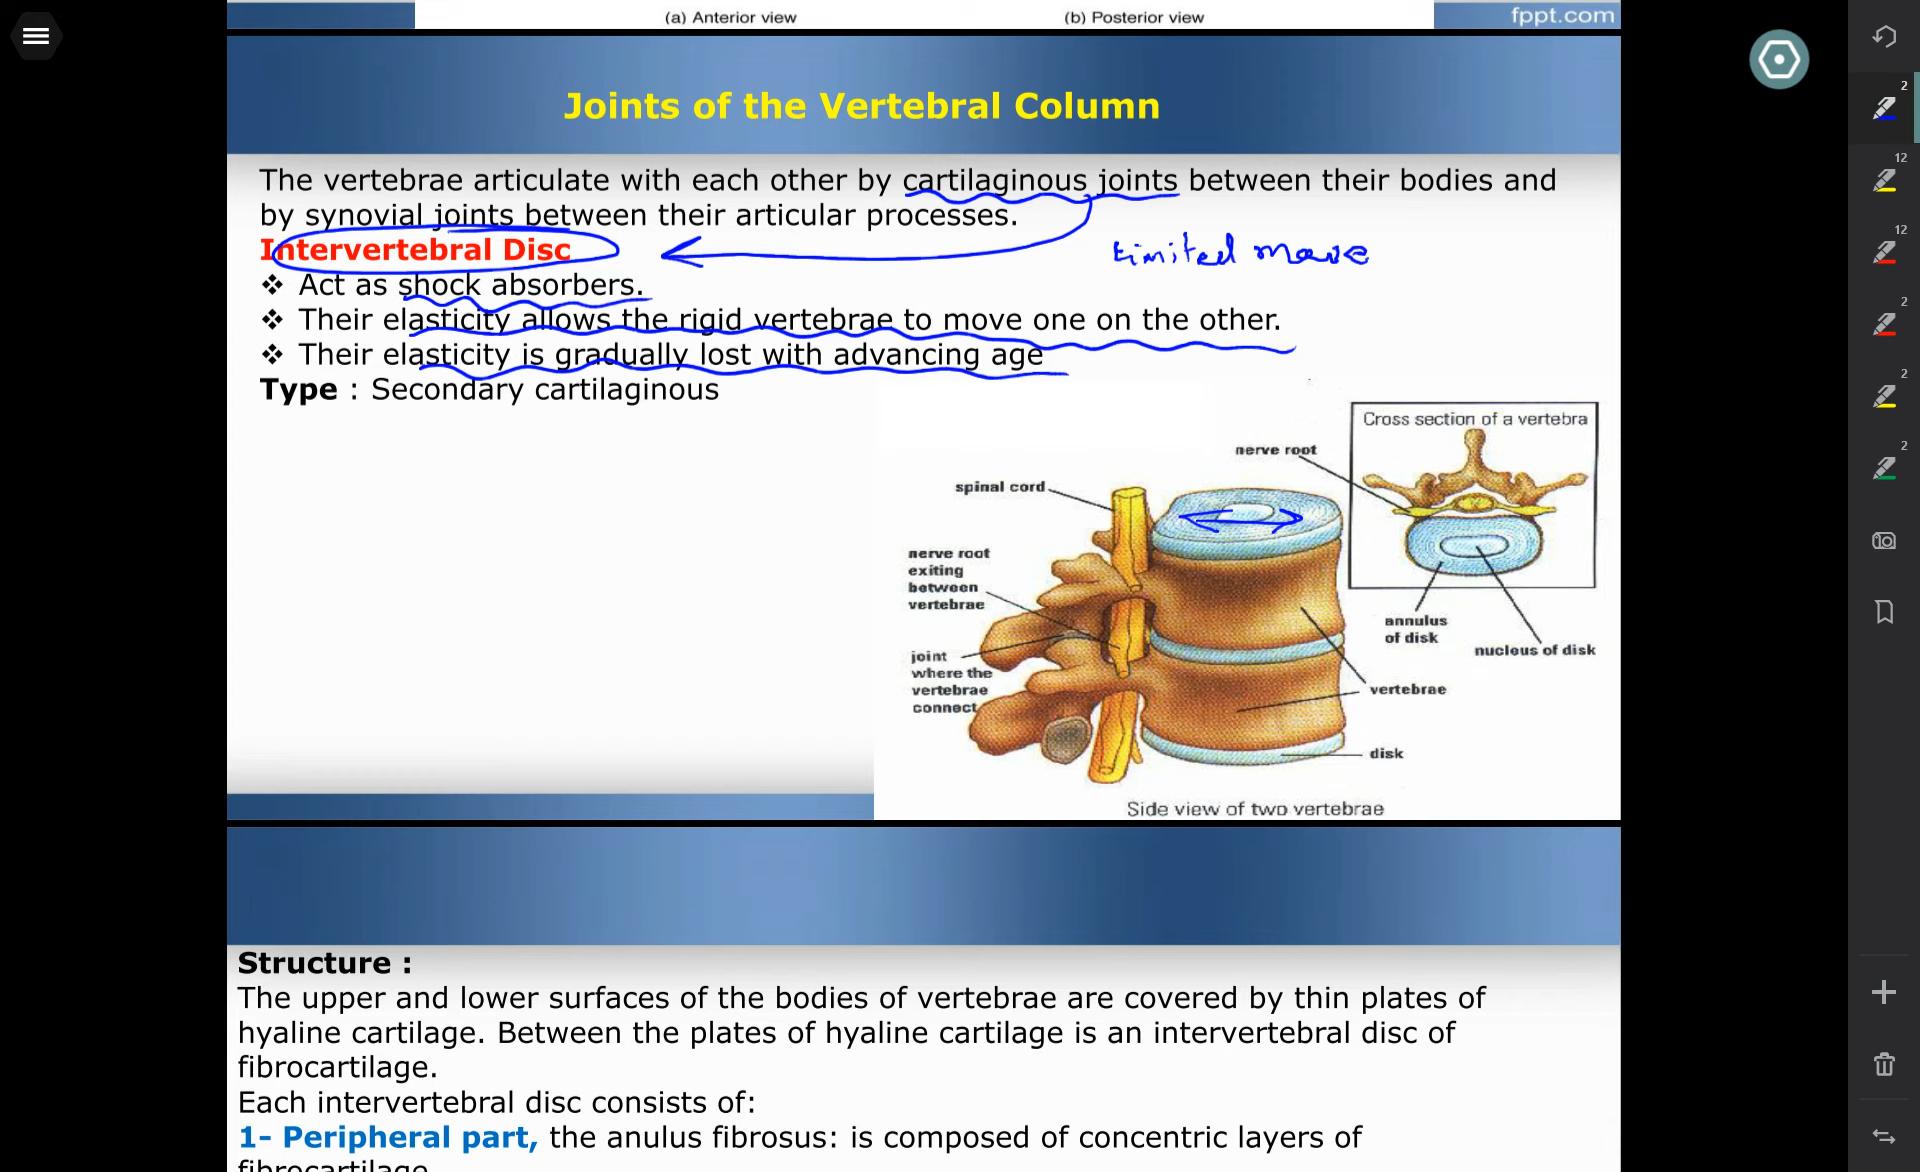 (a) Anterior view
(b) Posterior view
fppt.com
Joints of the Vertebral Column
The vertebrae articulate with each other by cartilaginous joints between their bodies and
by synovial joints between their articular processes.
Intervertebral Disc
Limited move
❖ Act as shock absorbers.
❖ Their elasticity allows the rigid vertebrae to move one on the other.
❖ Their elasticity is gradually lost with advancing age
Type : Secondary cartilaginous
Cross section of a vertebra
nerve root
spinal cord
nerve root
exiting
between
vertebrae
annulus
of disk
nucleus of disk
joint
where the
vertebrae
connect
vertebrae
disk
Side view of two vertebrae
Structure :
The upper and lower surfaces of the bodies of vertebrae are covered by thin plates of
hyaline cartilage. Between the plates of hyaline cartilage is an intervertebral disc of
fibrocartilage.
Each intervertebral disc consists of:
1- Peripheral part, the anulus fibrosus: is composed of concentric layers of
fibrocartilage
2
12
12
2
2
2